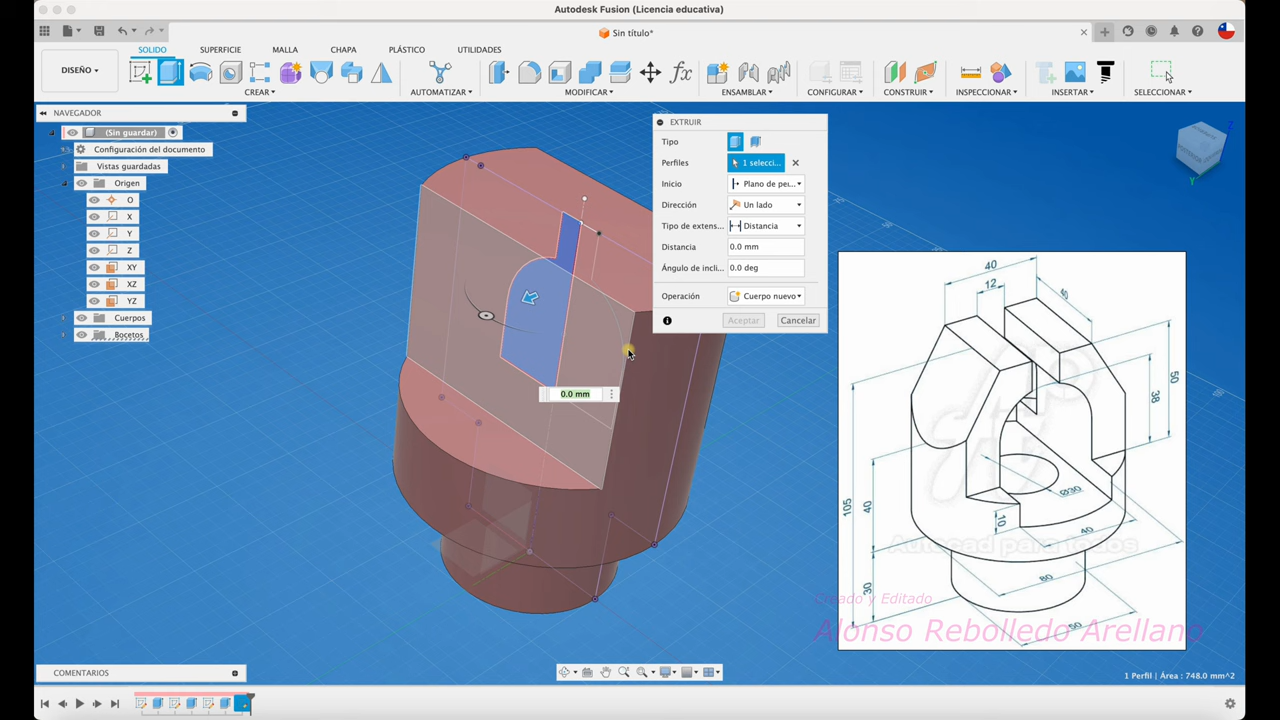 Autodesk Fusion (Licencia educativa)
Sin título*
SOLIDO SUPERFICIE MALLA CHAPA PLÁSTICO UTILIDADES
DISEÑO
CREAR AUTOMATIZAR MODIFICAR ENSAMBLAR CONFIGURAR CONSTRUIR INSPECCIONAR INSERTAR SELECCIONAR
NAVEGADOR
(Sin guardar)
Configuración del documento
Vistas guardadas
Origen
O
X
Y
Z
XY
XZ
YZ
Cuerpos
Bocetos
EXTRUIR
Tipo
Perfiles 1 selecci...
Inicio Plano de pe...
Dirección Un lado
Tipo de extens... Distancia
Distancia 0.0 mm
Ángulo de incli... 0.0 deg
Operación Cuerpo nuevo
Aceptar Cancelar
0.0 mm
40
12
40
50
38
105
40
Ø30
10
40
30
80
50
Autocad para todos
Creado y Editado
Alonso Rebolledo Arellano
COMENTARIOS
1 Perfil | Área : 748.0 mm^2